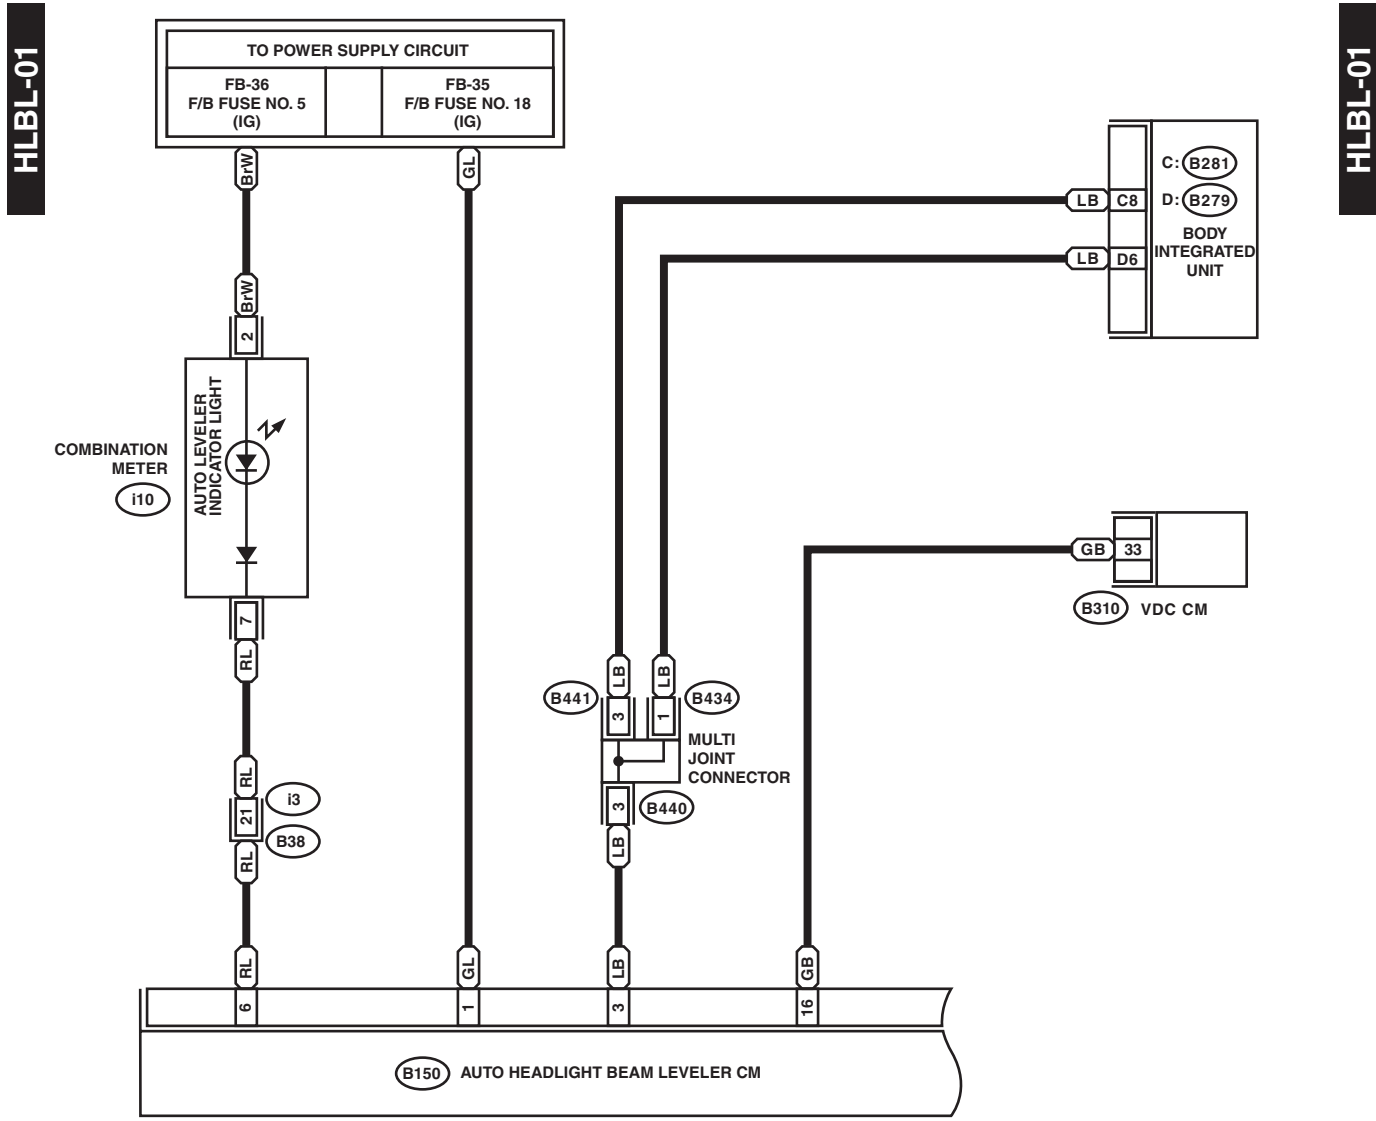 HLBL-01
HLBL-01
TO POWER SUPPLY CIRCUIT
FB-36
F/B FUSE NO. 5
(IG)
FB-35
F/B FUSE NO. 18
(IG)
BrW
GL
BrW
2
AUTO LEVELER
INDICATOR LIGHT
COMBINATION
METER
i10
7
RL
RL
21
i3
B38
RL
RL
6
GL
1
LB
C8
LB
D6
C: B281
D: B279
BODY
INTEGRATED
UNIT
GB
33
B310 VDC CM
LB
LB
B441
3
1
B434
MULTI
JOINT
CONNECTOR
3
B440
LB
LB
3
GB
16
B150 AUTO HEADLIGHT BEAM LEVELER CM